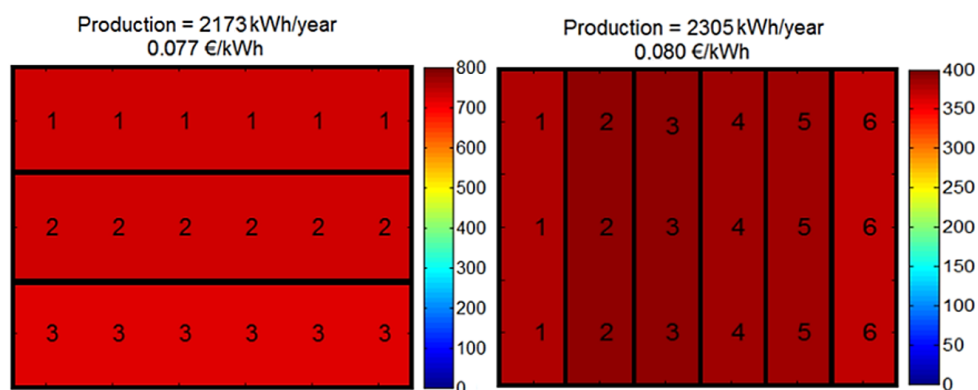 Production = 2173 kWh/year
0.077 €/kWh
1 1 1 1 1 1
2 2 2 2 2 2
3 3 3 3 3 3
800
700
600
500
400
300
200
100
0
Production = 2305 kWh/year
0.080 €/kWh
1 2 3 4 5 6
1 2 3 4 5 6
1 2 3 4 5 6
400
350
300
250
200
150
100
50
0